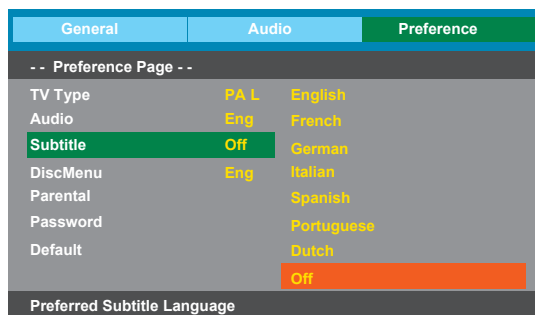 General Audio Preference
-- Preference Page --
TV Type PA L English
Audio Eng French
Subtitle Off German
DiscMenu Eng Italian
Parental Spanish
Password Portuguese
Default Dutch
Off
Preferred Subtitle Language